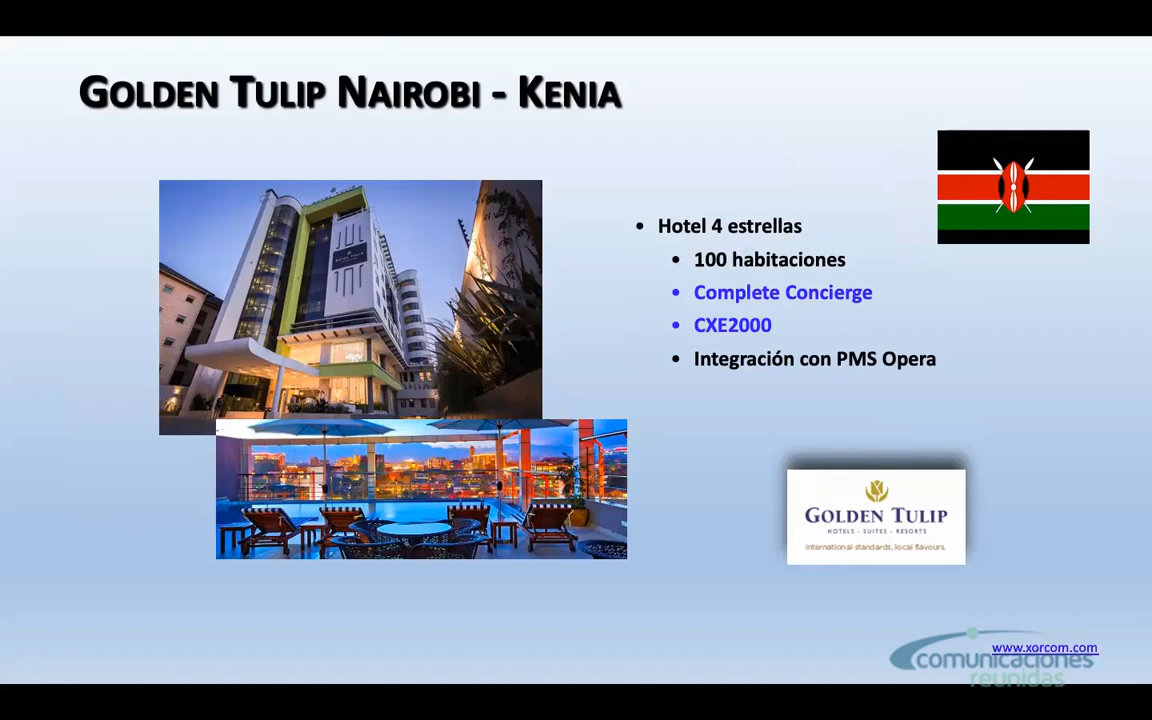 GOLDEN TULIP NAIROBI - KENIA
• Hotel 4 estrellas
• 100 habitaciones
• Complete Concierge
• CXE2000
• Integración con PMS Opera
GOLDEN TULIP
HOTELS - SUITES - RESORTS
International standards, local flavours.
www.xorcom.com
comunicaciones
reunidas